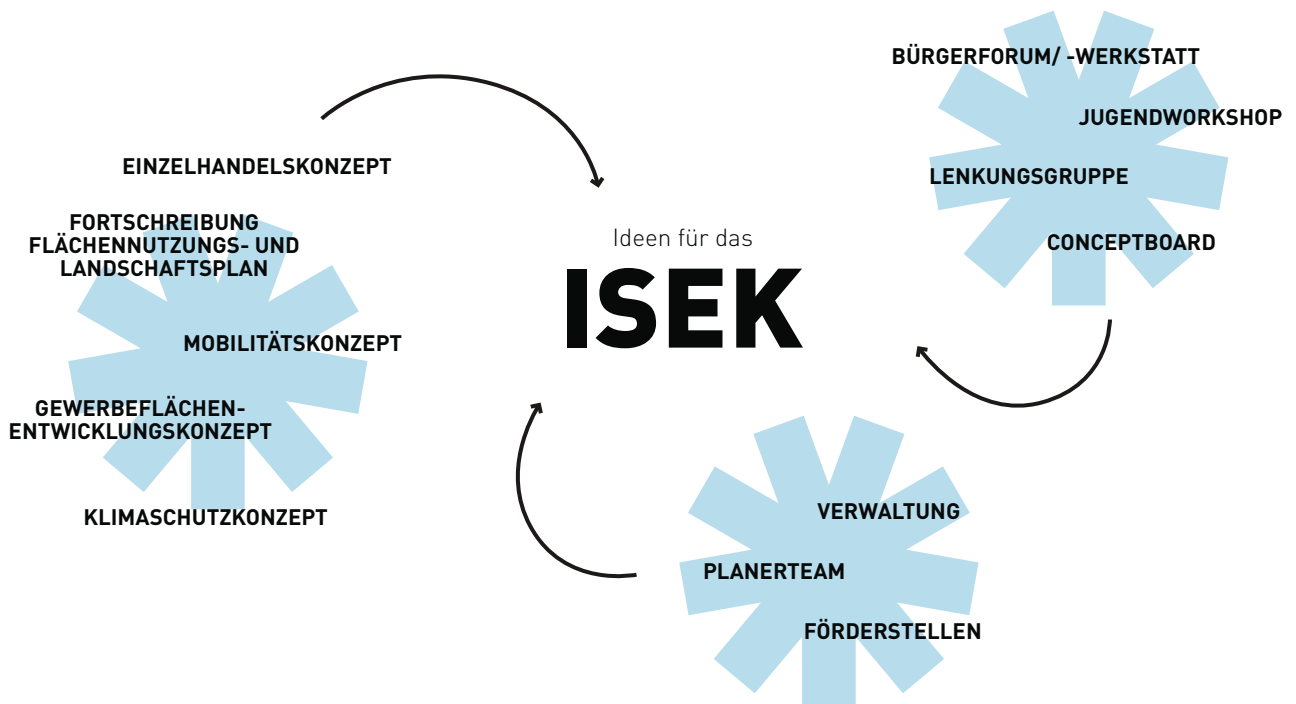 EINZELHANDELSKONZEPT
FORTSCHREIBUNG
FLÄCHENNUTZUNGS- UND
LANDSCHAFTSPLAN
MOBILITÄTSKONZEPT
GEWERBEFLÄCHEN-
ENTWICKLUNGSKONZEPT
KLIMASCHUTZKONZEPT
Ideen für das
ISEK
BÜRGERFORUM/ -WERKSTATT
JUGENDWORKSHOP
LENKUNGSGRUPPE
CONCEPTBOARD
VERWALTUNG
PLANERTEAM
FÖRDERSTELLEN